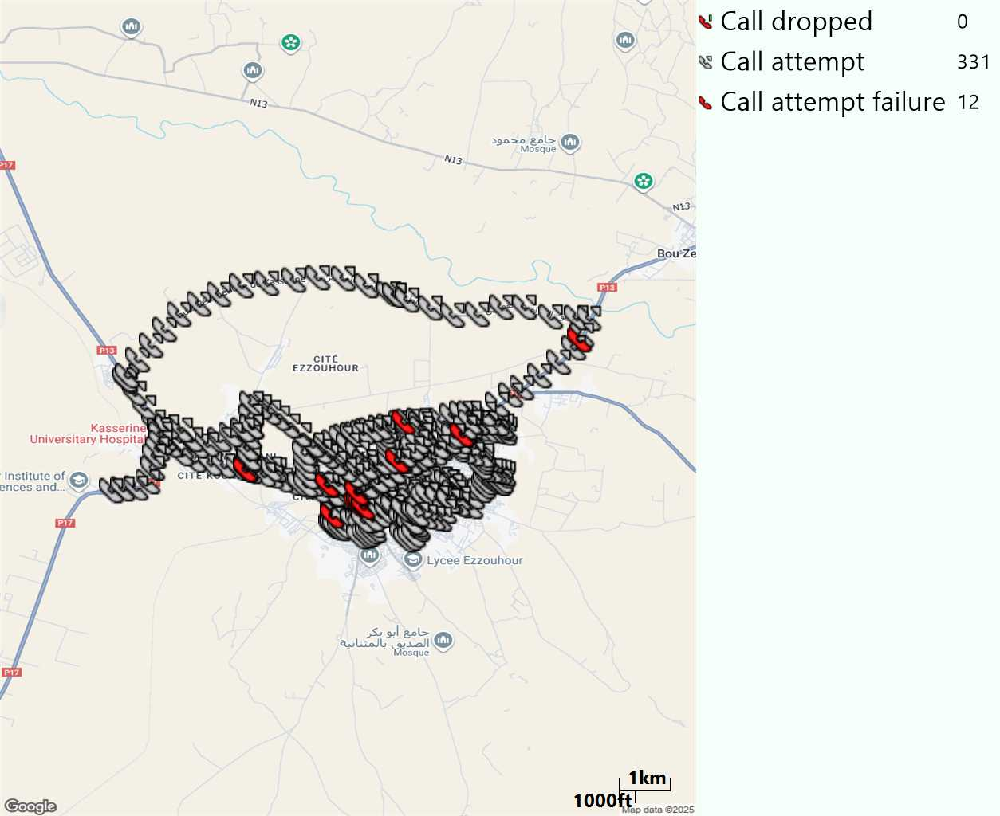 Call dropped 0
Call attempt 331
Call attempt failure 12
N13
جامع محمود
Mosque
N13
P17
N13
Bou Ze
P13
P13
CITÉ
EZZOUHOUR
Kasserine
Universitary Hospital
r Institute of
ences and...
P17
Lycee Ezzouhour
جامع أبو بكر
الصديق بالمثنانية
Mosque
P17
1km
1000ft
Google
Map data ©2025